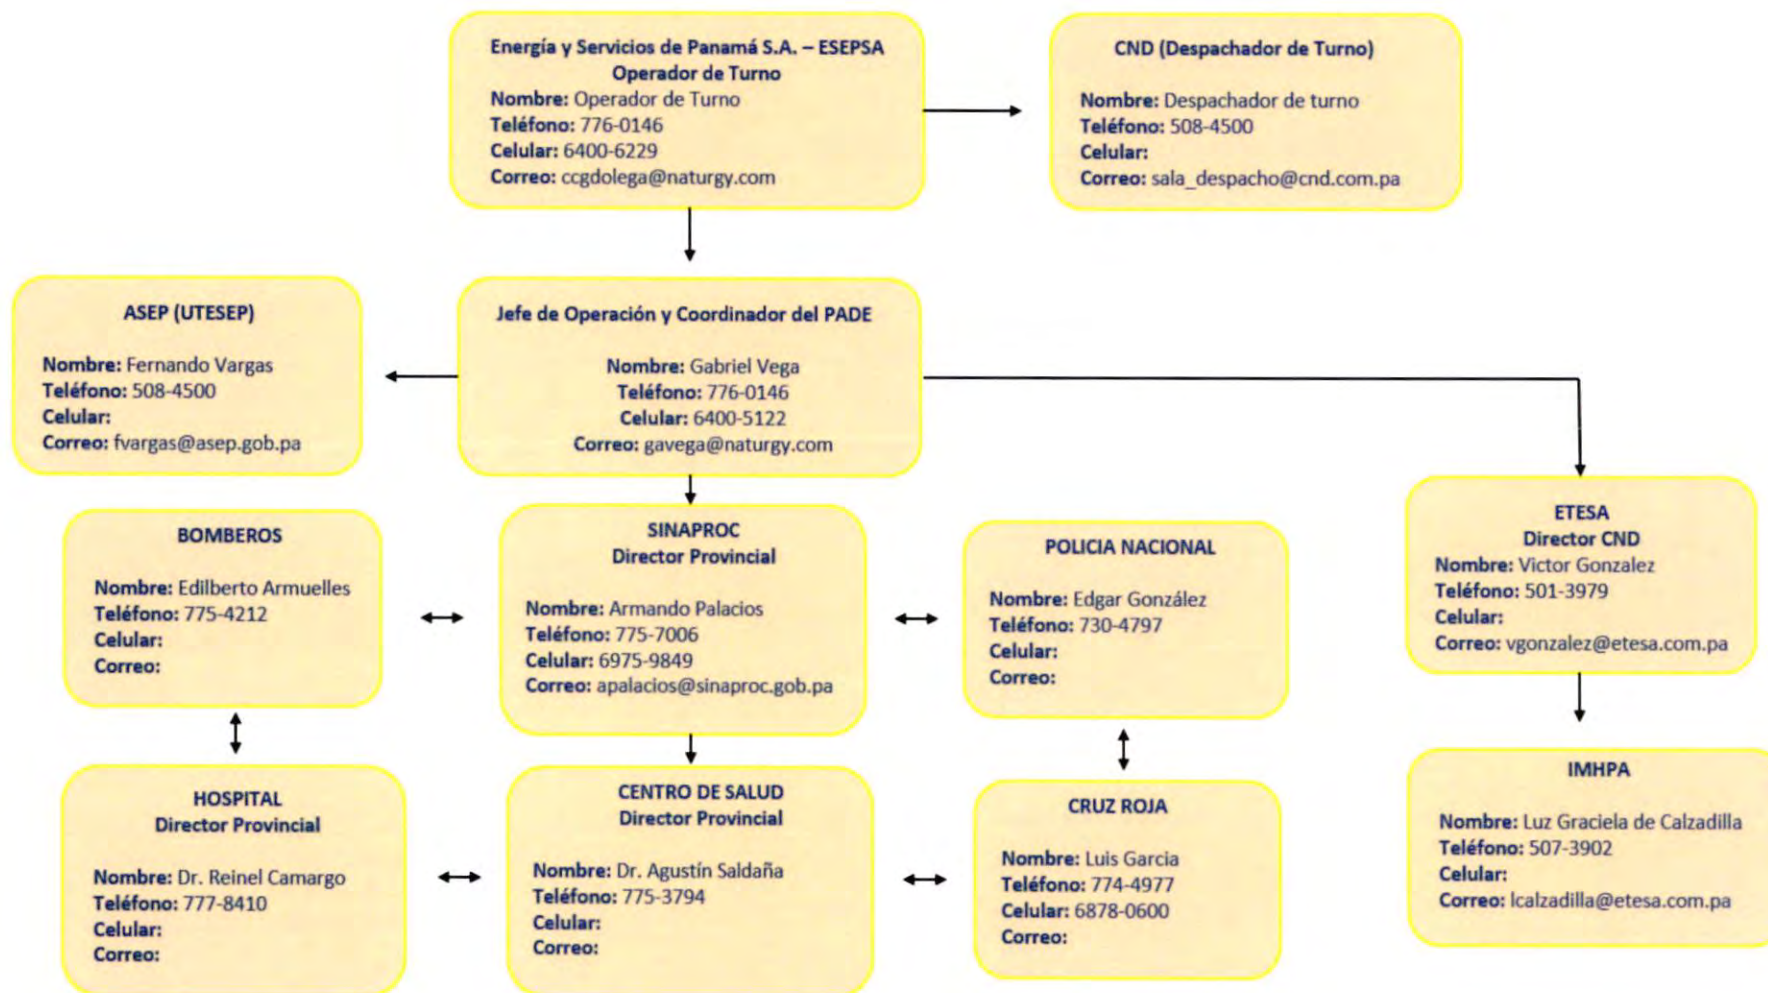 Energía y Servicios de Panamá S.A. – ESEPSA
Operador de Turno
Nombre: Operador de Turno
Teléfono: 776-0146
Celular: 6400-6229
Correo: ccgdolega@naturgy.com
CND (Despachador de Turno)
Nombre: Despachador de turno
Teléfono: 508-4500
Celular:
Correo: sala_despacho@cnd.com.pa
ASEP (UTESEP)
Nombre: Fernando Vargas
Teléfono: 508-4500
Celular:
Correo: fvargas@asep.gob.pa
Jefe de Operación y Coordinador del PADE
Nombre: Gabriel Vega
Teléfono: 776-0146
Celular: 6400-5122
Correo: gavega@naturgy.com
BOMBEROS
Nombre: Edilberto Armuelles
Teléfono: 775-4212
Celular:
Correo:
SINAPROC
Director Provincial
Nombre: Armando Palacios
Teléfono: 775-7006
Celular: 6975-9849
Correo: apalacios@sinaproc.gob.pa
POLICIA NACIONAL
Nombre: Edgar González
Teléfono: 730-4797
Celular:
Correo:
ETESA
Director CND
Nombre: Victor Gonzalez
Teléfono: 501-3979
Celular:
Correo: vgonzalez@etesa.com.pa
HOSPITAL
Director Provincial
Nombre: Dr. Reinel Camargo
Teléfono: 777-8410
Celular:
Correo:
CENTRO DE SALUD
Director Provincial
Nombre: Dr. Agustín Saldaña
Teléfono: 775-3794
Celular:
Correo:
CRUZ ROJA
Nombre: Luis Garcia
Teléfono: 774-4977
Celular: 6878-0600
Correo:
IMHPA
Nombre: Luz Graciela de Calzadilla
Teléfono: 507-3902
Celular:
Correo: lcalzadilla@etesa.com.pa